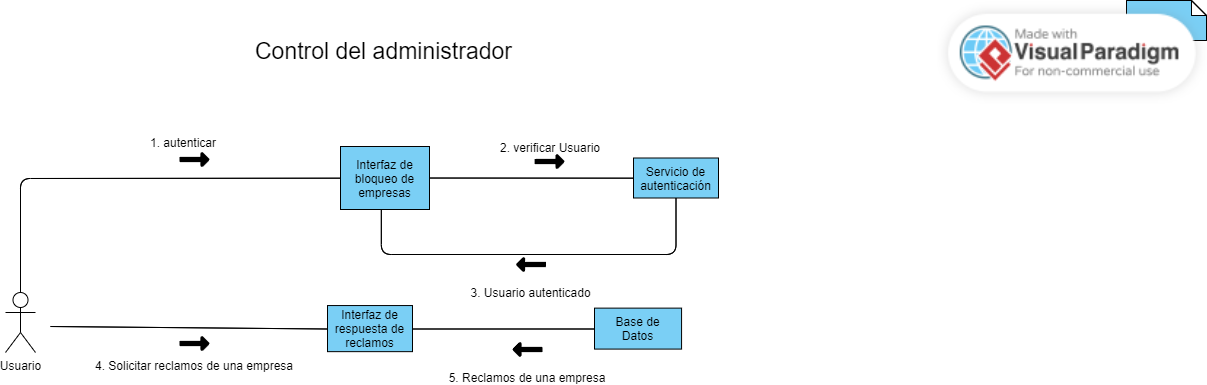 Control del administrador
Made with
VisualParadigm
For non-commercial use
1. autenticar
2. verificar Usuario
Interfaz de
bloqueo de
empresas
Servicio de
autenticación
3. Usuario autenticado
Interfaz de
respuesta de
reclamos
Base de
Datos
Usuario
4. Solicitar reclamos de una empresa
5. Reclamos de una empresa